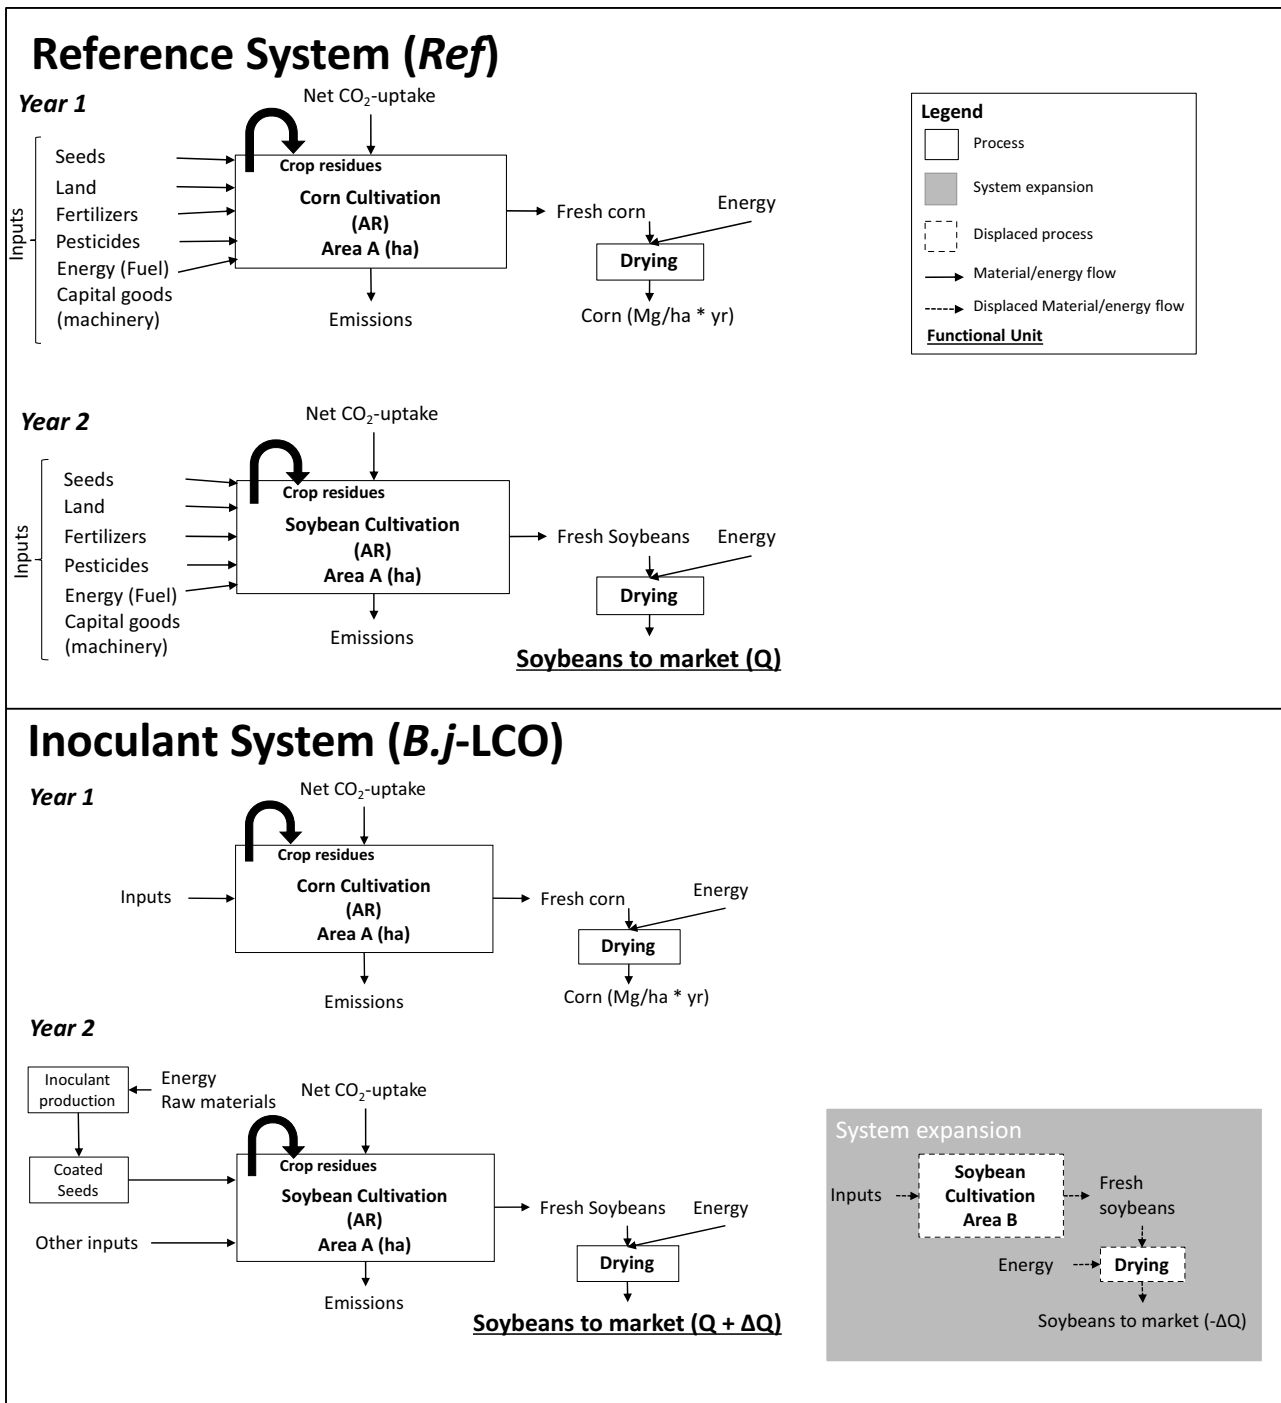 Reference System (Ref)
Year 1
Net CO₂-uptake
Inputs
Seeds
Land
Fertilizers
Pesticides
Energy (Fuel)
Capital goods
(machinery)
Crop residues
Corn Cultivation
(AR)
Area A (ha)
Emissions
Fresh corn
Energy
Drying
Corn (Mg/ha * yr)
Legend
Process
System expansion
Displaced process
Material/energy flow
Displaced Material/energy flow
Functional Unit
Year 2
Net CO₂-uptake
Inputs
Seeds
Land
Fertilizers
Pesticides
Energy (Fuel)
Capital goods
(machinery)
Crop residues
Soybean Cultivation
(AR)
Area A (ha)
Emissions
Fresh Soybeans
Energy
Drying
Soybeans to market (Q)
Inoculant System (B.j-LCO)
Year 1
Net CO₂-uptake
Inputs
Crop residues
Corn Cultivation
(AR)
Area A (ha)
Emissions
Fresh corn
Energy
Drying
Corn (Mg/ha * yr)
Year 2
Inoculant
production
Energy
Raw materials
Coated
Seeds
Other inputs
Net CO₂-uptake
Crop residues
Soybean Cultivation
(AR)
Area A (ha)
Emissions
Fresh Soybeans
Energy
Drying
Soybeans to market (Q + ΔQ)
System expansion
Inputs
Soybean
Cultivation
Area B
Fresh
soybeans
Energy
Drying
Soybeans to market (-ΔQ)